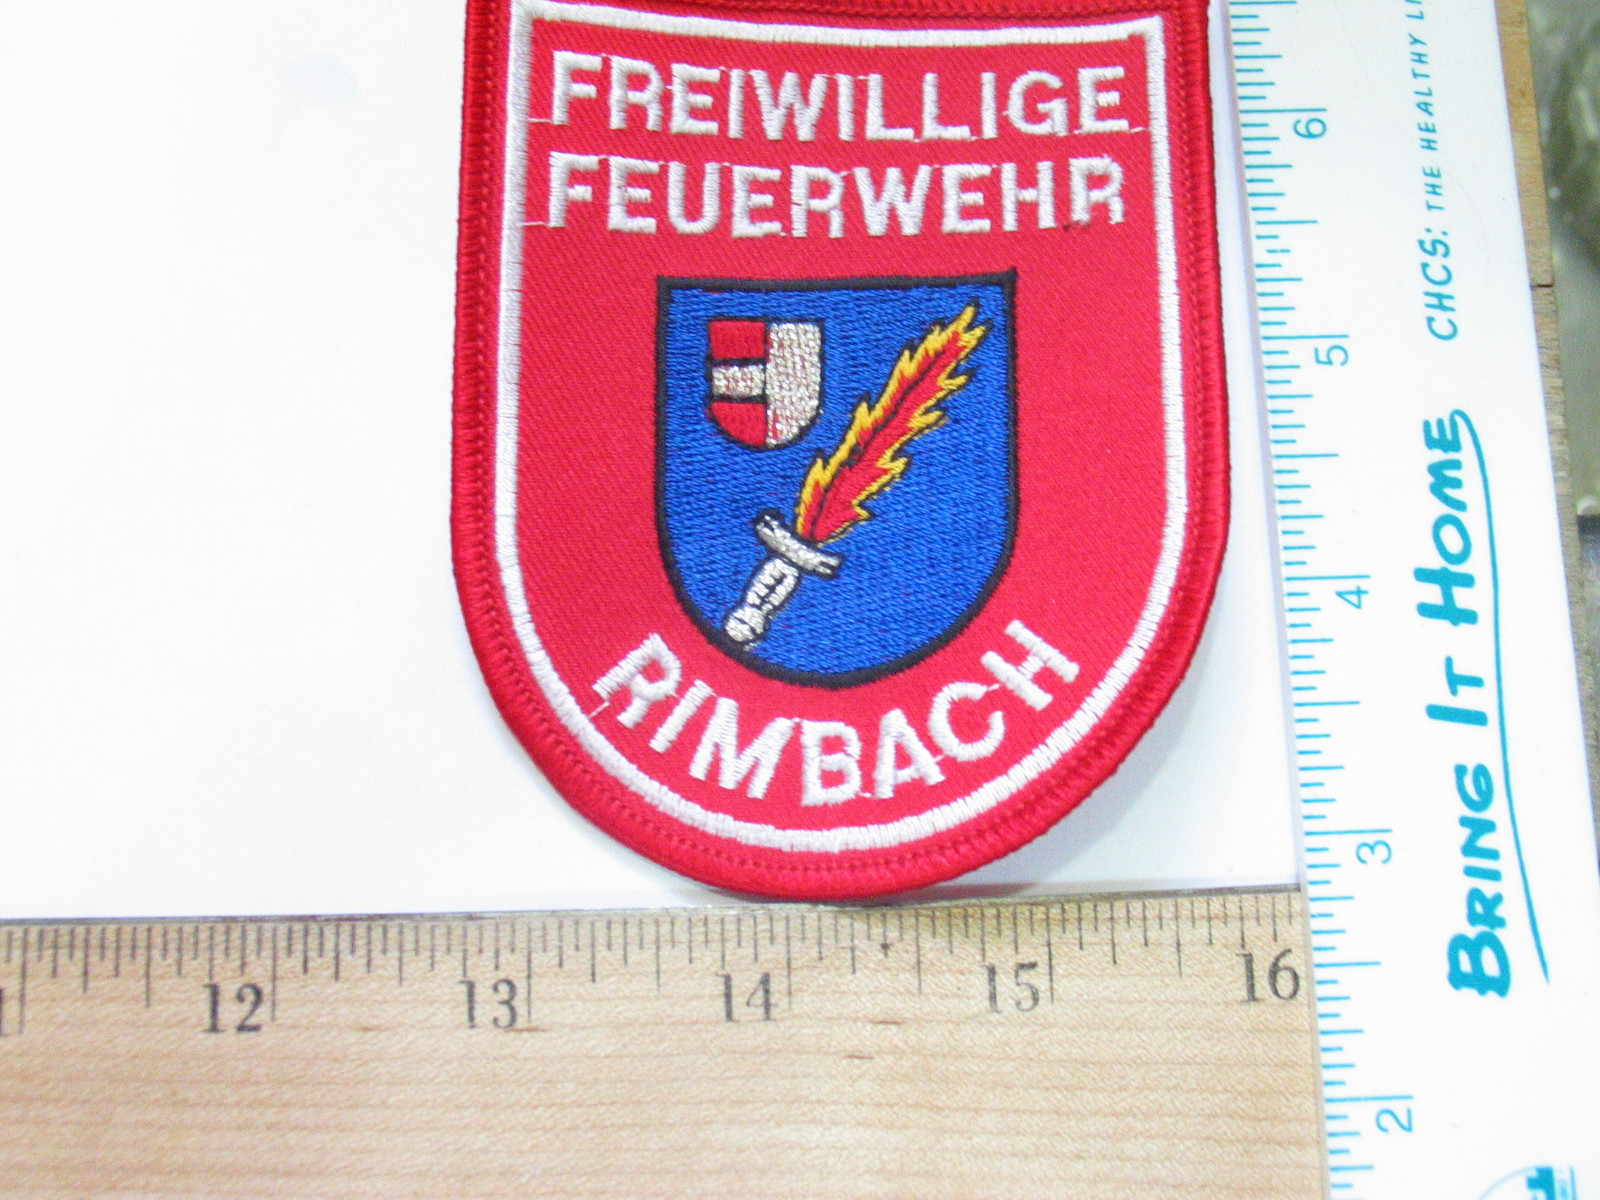 FREIWILLIGE
FEUERWEHR
RIMBACH
12 13 14 15 16
6
5
4
3
2
CHCS: THE HEALTHY
BRING IT HOME